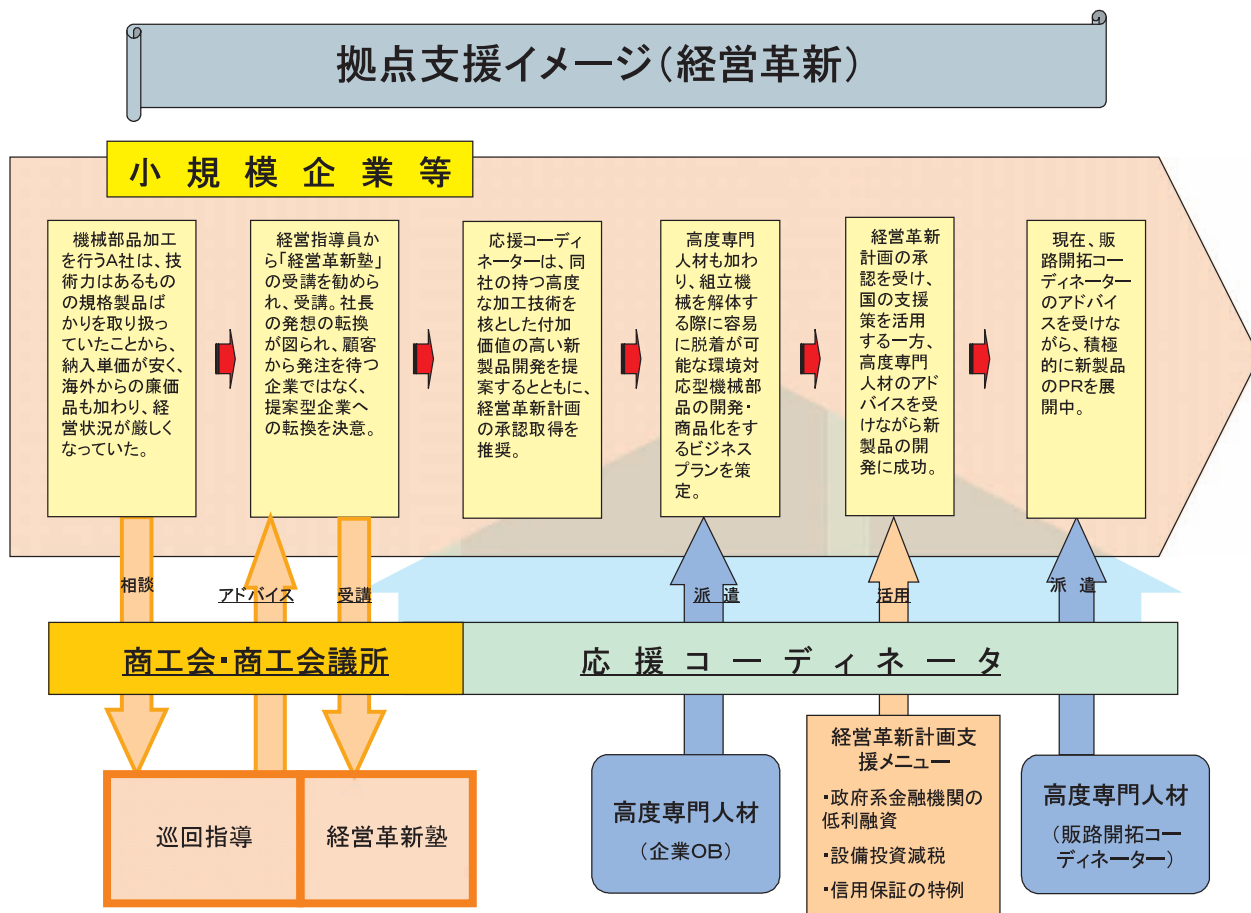 拠点支援イメージ(経営革新)
小規模企業等
機械部品加工
を行うA社は、技
術力はあるもの
の規格製品ば
かりを取り扱っ
ていたことから、
納入単価が安く、
海外からの廉価
品も加わり、経
営状況が厳しく
なっていた。
経営指導員か
ら「経営革新塾」
の受講を勧めら
れ、受講。社長
の発想の転換
が図られ、顧客
から発注を待つ
企業ではなく、
提案型企業へ
の転換を決意。
応援コーディ
ネーターは、同
社の持つ高度
な加工技術を
核とした付加
価値の高い新
製品開発を提
案するとともに、
経営革新計画
の承認取得を
推奨。
高度専門
人材も加わ
り、組立機
械を解体す
る際に容易
に脱着が可
能な環境対
応型機械部
品の開発・
商品化をす
るビジネス
プランを策
定。
経営革新
計画の承
認を受け、
国の支援
策を活用
する一方、
高度専門
人材のアド
バイスを受け
ながら新
製品の開
発に成功。
現在、販
路開拓コー
ディネーター
のアドバイ
スを受けな
がら、積極
的に新製品
のPRを展
開中。
相談
アドバイス
受講
派遣
活用
派遣
商工会・商工会議所
応援コーディネータ
巡回指導
経営革新塾
高度専門人材
(企業OB)
経営革新計画支
援メニュー
・政府系金融機関の
低利融資
・設備投資減税
・信用保証の特例
高度専門人材
(販路開拓コー
ディネーター)